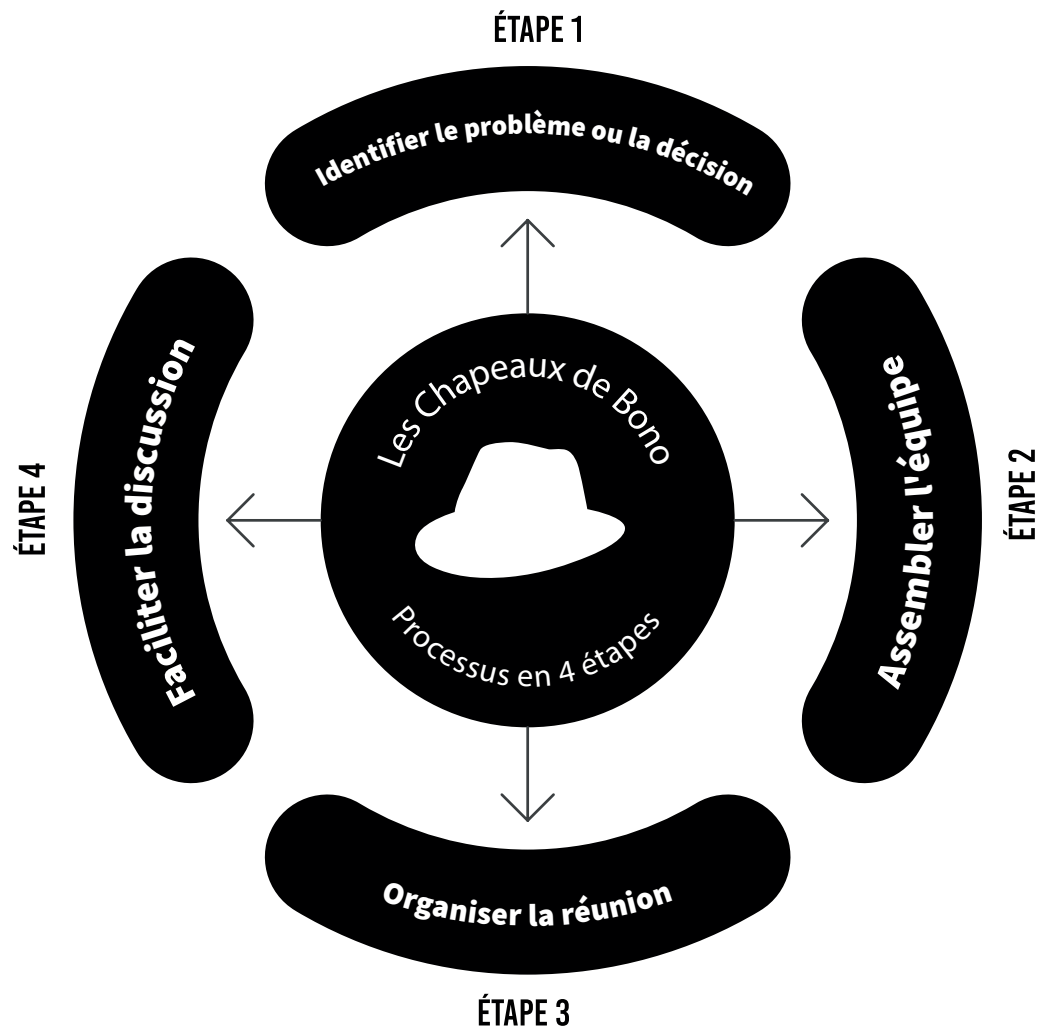 ÉTAPE 1
Identifier le problème ou la décision
Les Chapeaux de Bono
Processus en 4 étapes
ÉTAPE 2
Assembler l'équipe
ÉTAPE 3
Organiser la réunion
ÉTAPE 4
Faciliter la discussion